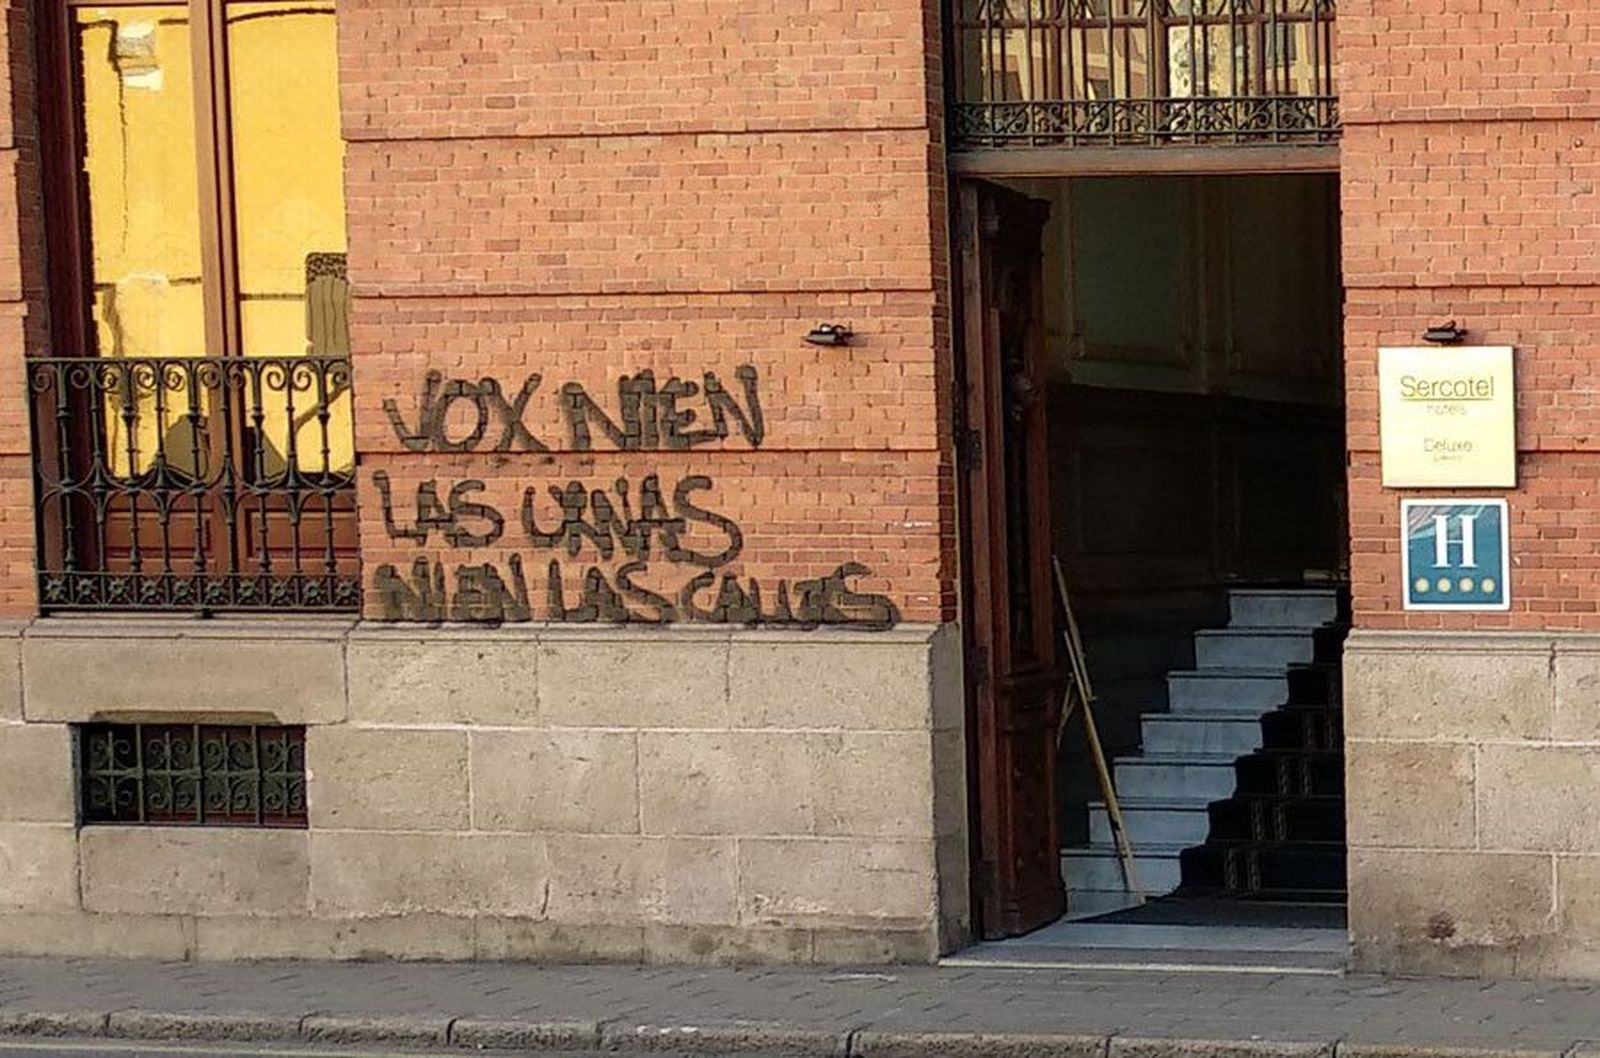 VOX NI EN
LAS URNAS
NI EN LAS CALLES
Sercotel
hotels
Deluxe
H